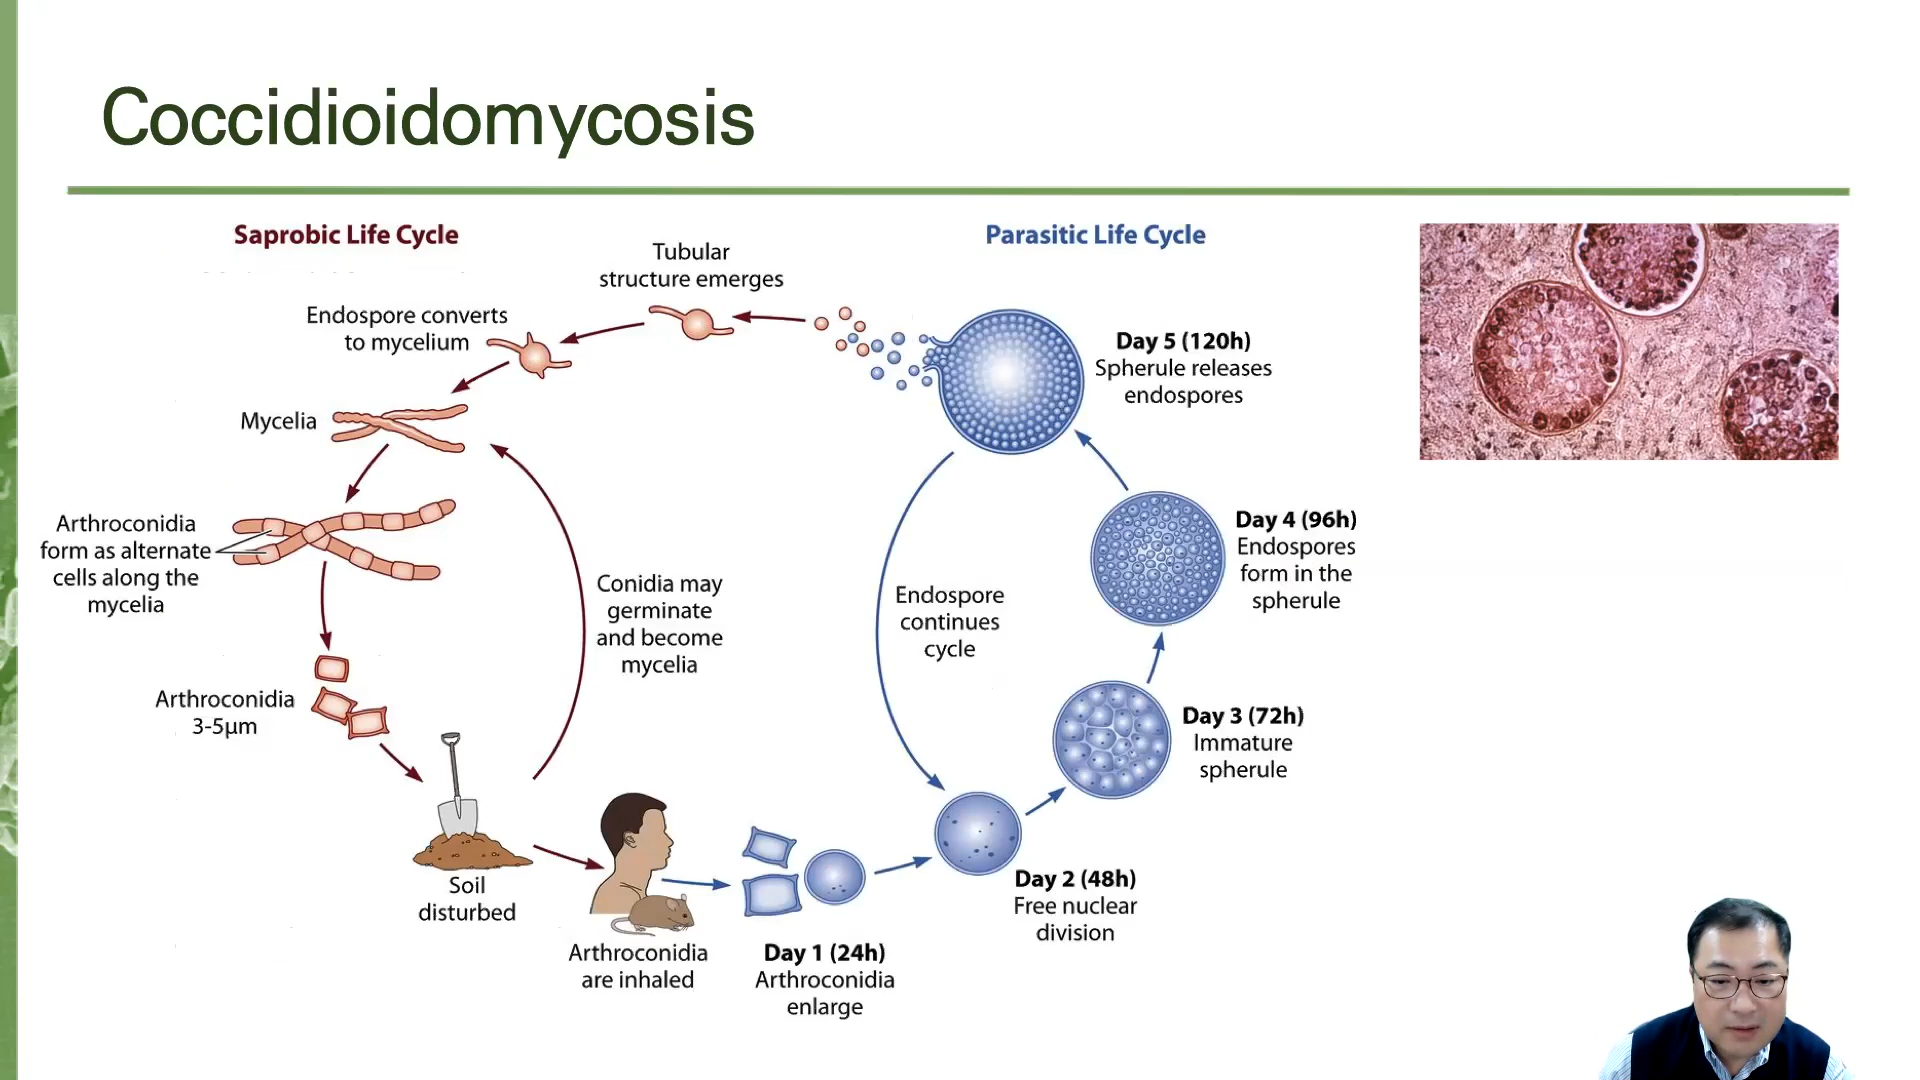 Coccidioidomycosis
Saprobic Life Cycle
Parasitic Life Cycle
Tubular
structure emerges
Endospore converts
to mycelium
Mycelia
Arthroconidia
form as alternate
cells along the
mycelia
Arthroconidia
3-5µm
Conidia may
germinate
and become
mycelia
Soil
disturbed
Arthroconidia
are inhaled
Day 1 (24h)
Arthroconidia
enlarge
Day 2 (48h)
Free nuclear
division
Day 3 (72h)
Immature
spherule
Day 4 (96h)
Endospores
form in the
spherule
Day 5 (120h)
Spherule releases
endospores
Endospore
continues
cycle